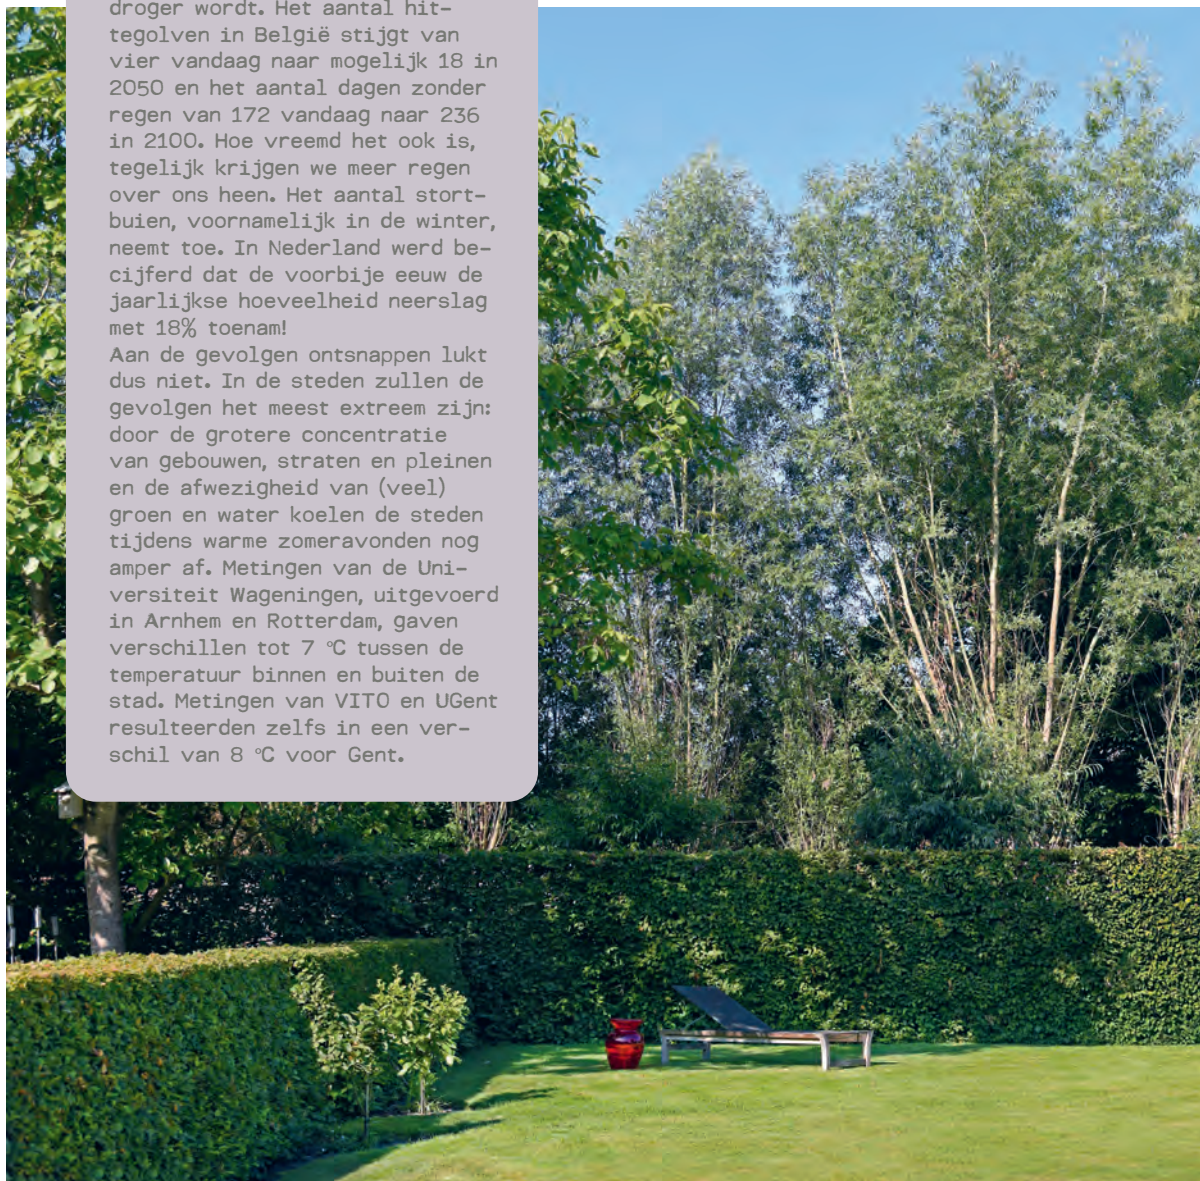 droger wordt. Het aantal hit-
tegolven in België stijgt van
vier vandaag naar mogelijk 18 in
2050 en het aantal dagen zonder
regen van 172 vandaag naar 236
in 2100. Hoe vreemd het ook is,
tegelijk krijgen we meer regen
over ons heen. Het aantal stort-
buien, voornamelijk in de winter,
neemt toe. In Nederland werd be-
cijferd dat de voorbije eeuw de
jaarlijkse hoeveelheid neerslag
met 18% toenam!
Aan de gevolgen ontsnappen lukt
dus niet. In de steden zullen de
gevolgen het meest extreem zijn:
door de grotere concentratie
van gebouwen, straten en pleinen
en de afwezigheid van (veel)
groen en water koelen de steden
tijdens warme zomeravonden nog
amper af. Metingen van de Uni-
versiteit Wageningen, uitgevoerd
in Arnhem en Rotterdam, gaven
verschillen tot 7 °C tussen de
temperatuur binnen en buiten de
stad. Metingen van VITO en UGent
resulteerden zelfs in een ver-
schil van 8 °C voor Gent.